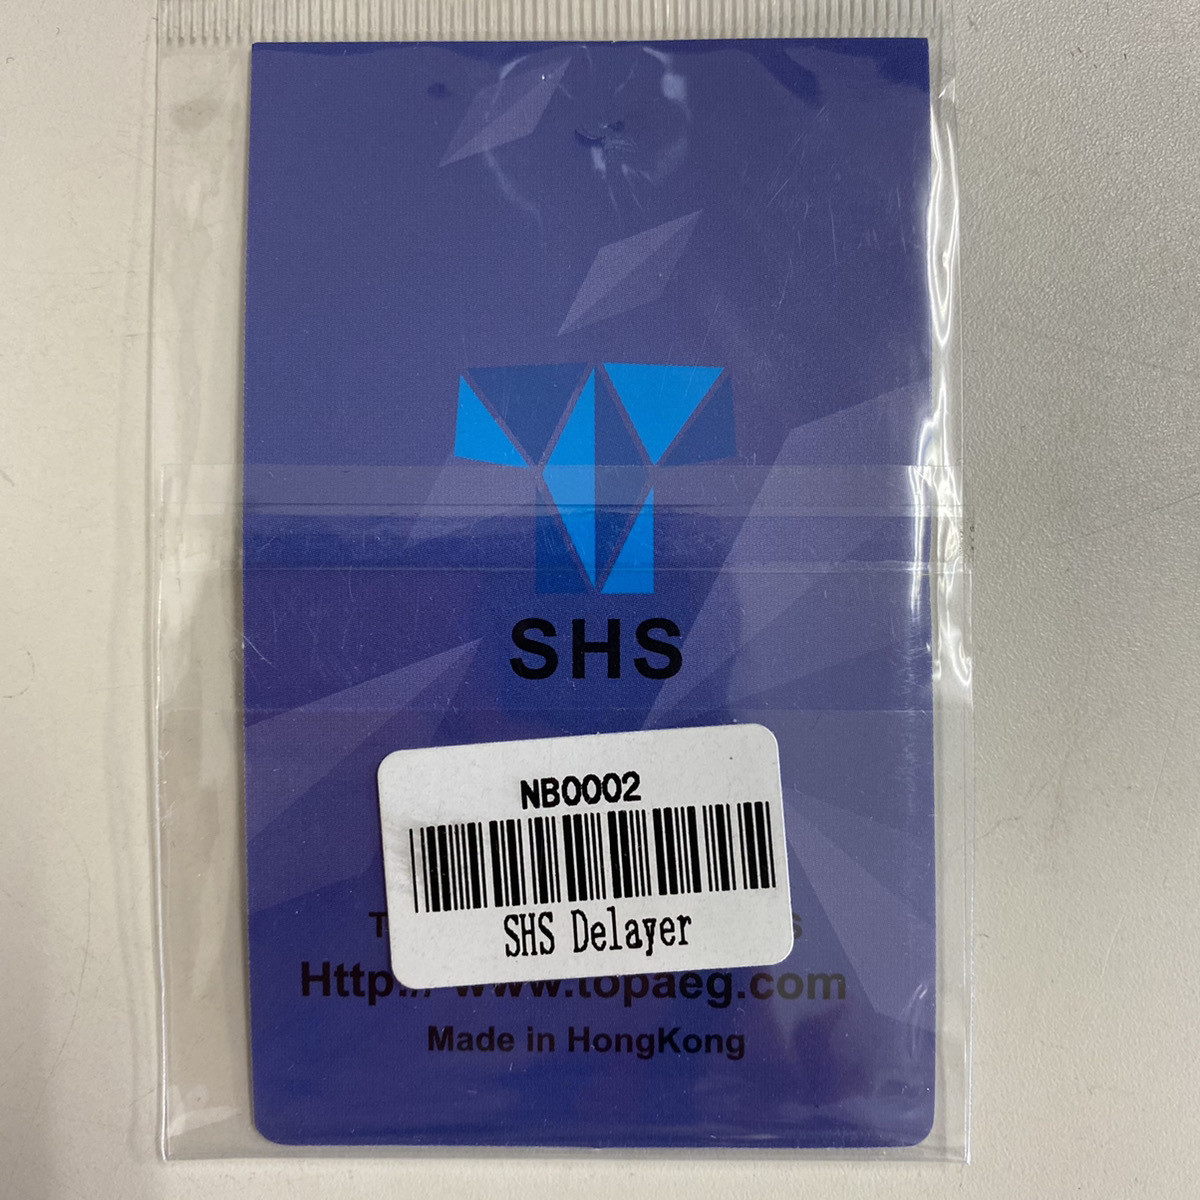 SHS
NB0002
SHS Delayer
Http:// www.topaeg.com
Made in HongKong